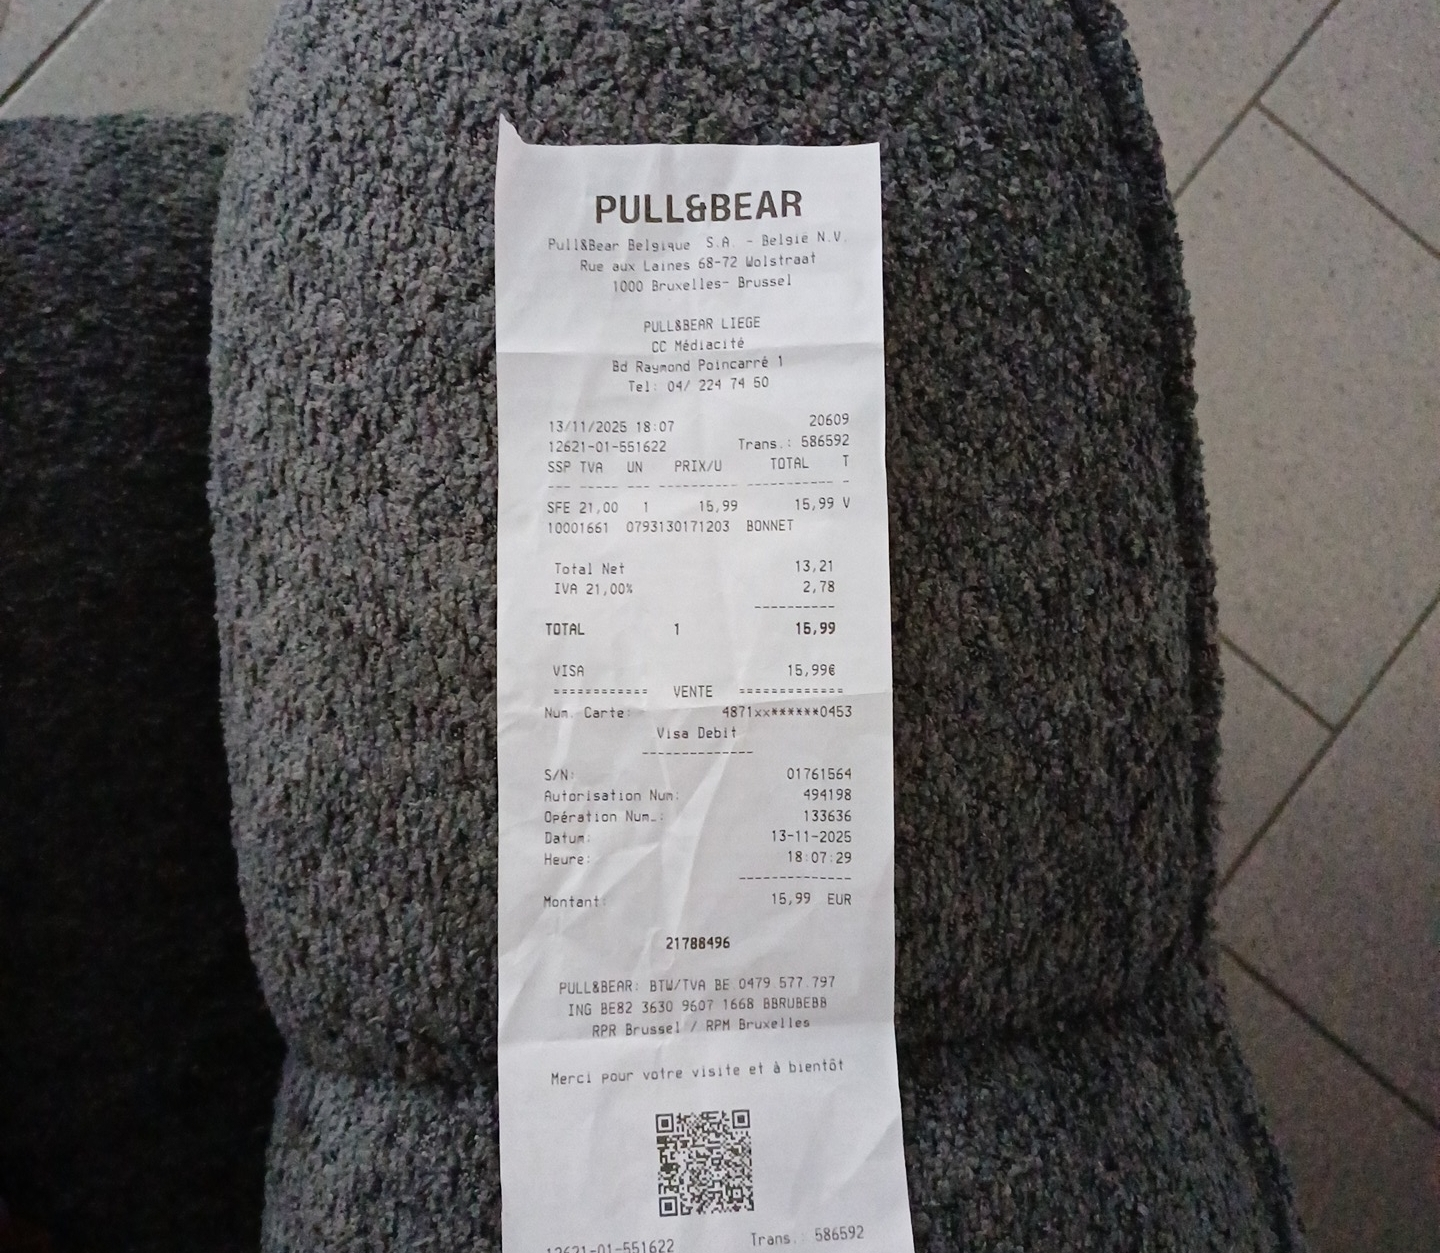 PULL&BEAR
Pull&Bear Belgique S.A. - Belgie N.V.
Rue aux Laines 68-72 Wolstraat
1000 Bruxelles- Brussel
PULL&BEAR LIEGE
CC Médiacité
Bd Raymond Poincarré 1
Tel: 04/ 224 74 50
13/11/2025 18:07 20609
12621-01-551622 Trans.: 586592
SSP TVA UN PRIX/U TOTAL T
--- ----- --- ---------- ----------- -
SFE 21,00 1 15,99 15,99 V
10001661 0793130171203 BONNET
Total Net 13,21
IVA 21,00% 2,78
----------
TOTAL 1 15,99
VISA 15,99€
============ VENTE =============
Num. Carte: 4871xx******0453
Visa Debit
--------------
S/N: 01761564
Autorisation Num: 494198
Opération Num.: 133636
Datum: 13-11-2025
Heure: 18:07:29
-------------
Montant: 15,99 EUR
21788496
PULL&BEAR: BTW/TVA BE 0479 577 797
ING BE82 3630 9607 1668 BBRUBEBB
RPR Brussel / RPM Bruxelles
Merci pour votre visite et à bientôt
12621-01-551622 Trans.: 586592